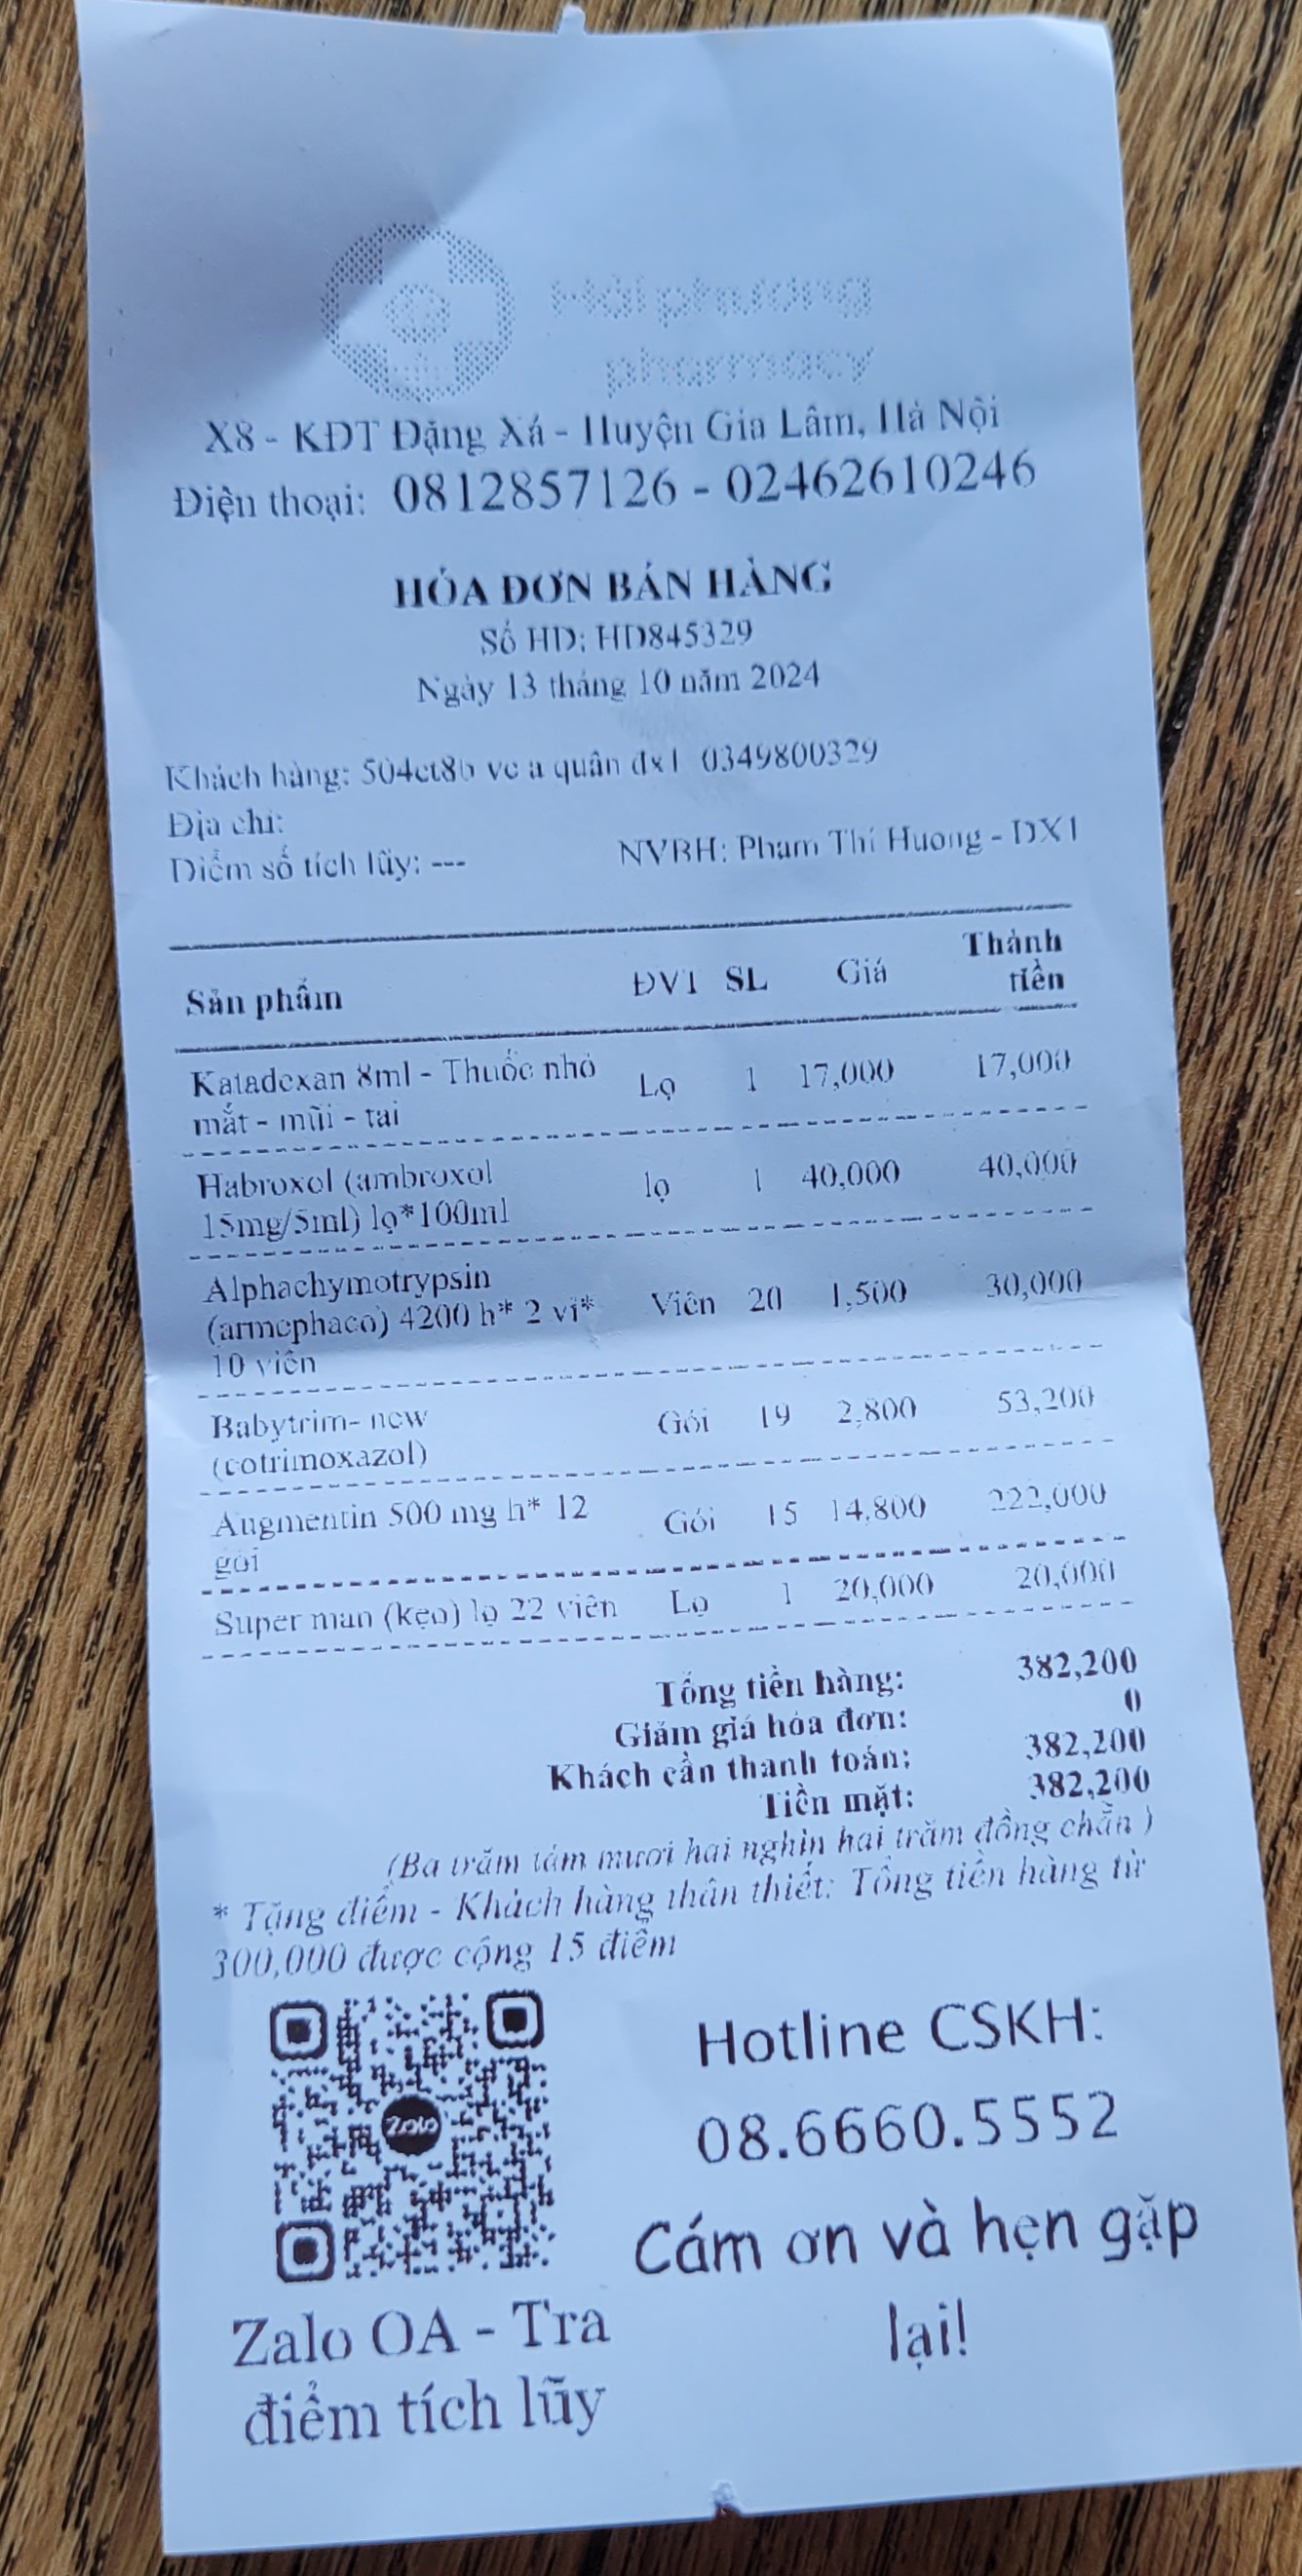 Hải phương
pharmacy
X8 - KĐT Đặng Xá - Huyện Gia Lâm, Hà Nội
Điện thoại: 0812857126 - 02462610246
HÓA ĐƠN BÁN HÀNG
Số HD: HD845329
Ngày 13 tháng 10 năm 2024
Khách hàng: 504ct8b vc a quân dx1 0349800329
Địa chỉ:
Điểm số tích lũy: ---
NVBH: Pham Thi Huong - DX1
Sản phẩm ĐVT SL Giá Thành tiền
Katadexan 8ml - Thuốc nhỏ Lọ 1 17,000 17,000
mắt - mũi - tai
Habroxol (ambroxol lọ 1 40,000 40,000
15mg/5ml) lọ*100ml
Alphachymotrypsin
(armephaco) 4200 h* 2 vỉ* Viên 20 1,500 30,000
10 viên
Babytrim- new Gói 19 2,800 53,200
(cotrimoxazol)
Augmentin 500 mg h* 12 Gói 15 14,800 222,000
gói
Super man (kẹo) lọ 22 viên Lọ 1 20,000 20,000
Tổng tiền hàng: 382,200
Giảm giá hóa đơn: 0
Khách cần thanh toán: 382,200
Tiền mặt: 382,200
(Ba trăm tám mươi hai nghìn hai trăm đồng chẵn )
* Tặng điểm - Khách hàng thân thiết: Tổng tiền hàng từ
300,000 được cộng 15 điểm
Zalo
Hotline CSKH:
08.6660.5552
Cám ơn và hẹn gặp
lại!
Zalo OA - Tra
điểm tích lũy